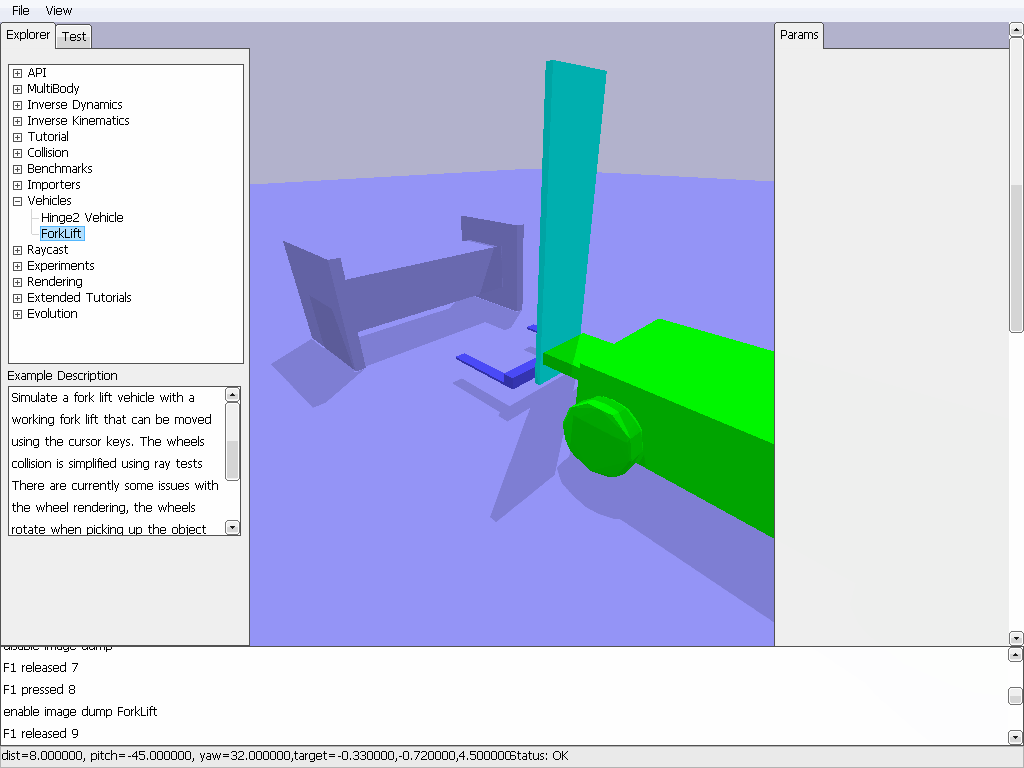 File View
Explorer Test
Params
API
MultiBody
Inverse Dynamics
Inverse Kinematics
Tutorial
Collision
Benchmarks
Importers
Vehicles
Hinge2 Vehicle
ForkLift
Raycast
Experiments
Rendering
Extended Tutorials
Evolution
Example Description
Simulate a fork lift vehicle with a
working fork lift that can be moved
using the cursor keys. The wheels
collision is simplified using ray tests
There are currently some issues with
the wheel rendering, the wheels
rotate when picking up the object
disable image dump
F1 released 7
F1 pressed 8
enable image dump ForkLift
F1 released 9
dist=8.000000, pitch=-45.000000, yaw=32.000000,target=-0.330000,-0.720000,4.500000Status: OK